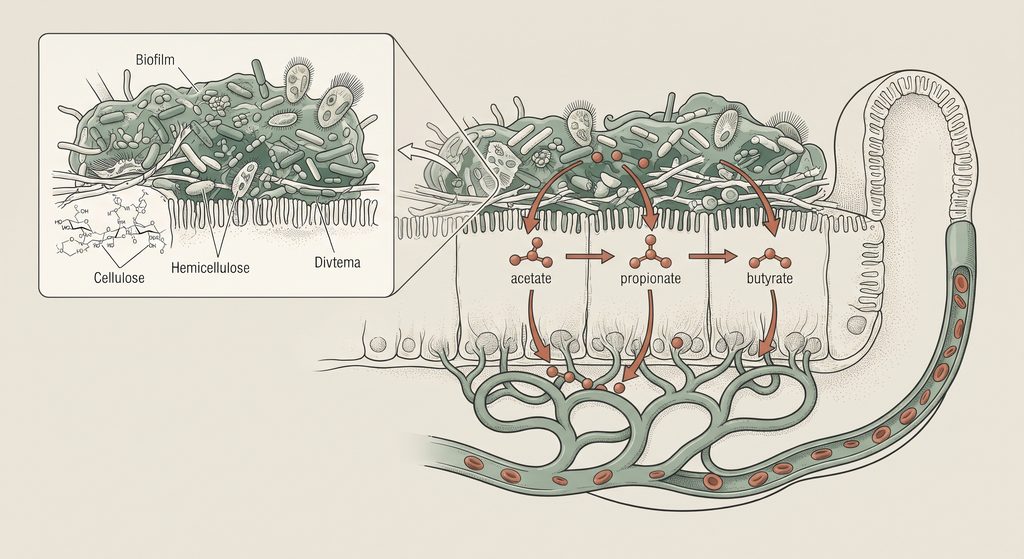 Biofilm
Cellulose
Hemicellulose
Divtema
acetate
propionate
butyrate